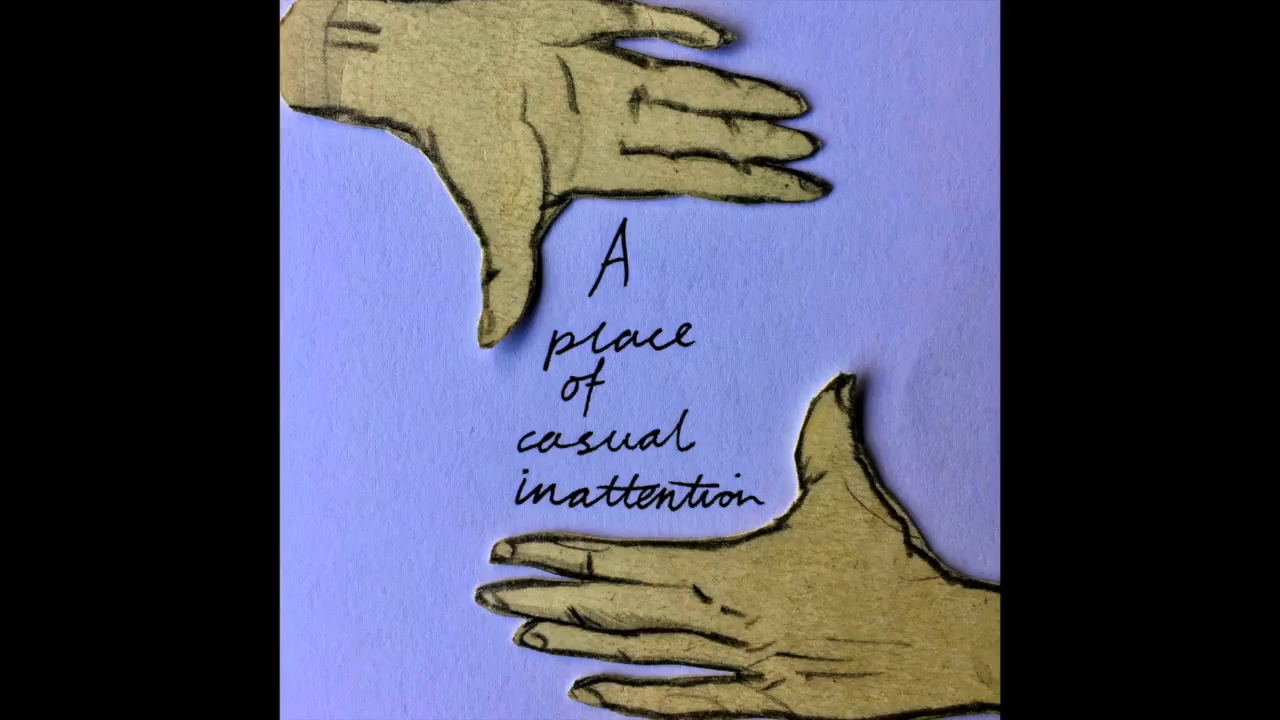 A
place
of
casual
inattention